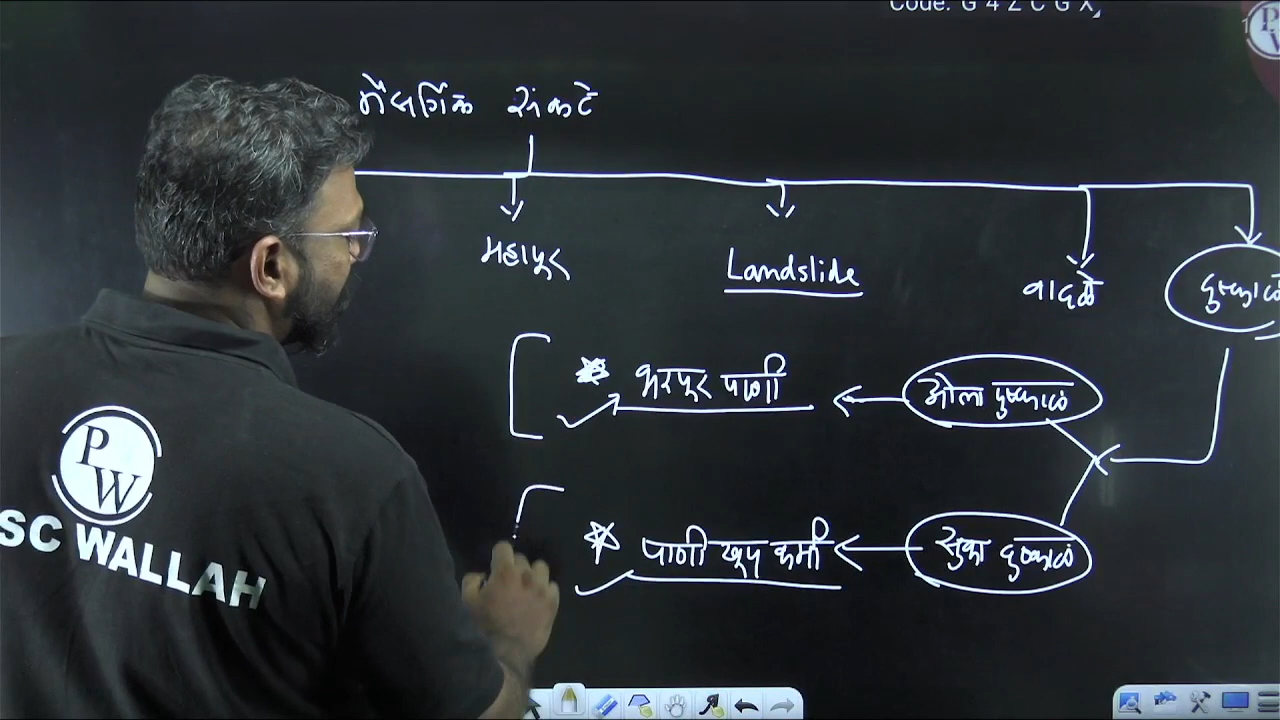 Code: G 4 Z C G X
नैसर्गिक संकटे
महापूर
Landslide
वादळे
दुष्काळ
भरपूर पाणी
ओला दुष्काळ
पाणी खूप कमी
सुका दुष्काळ
PW
SC WALLAH